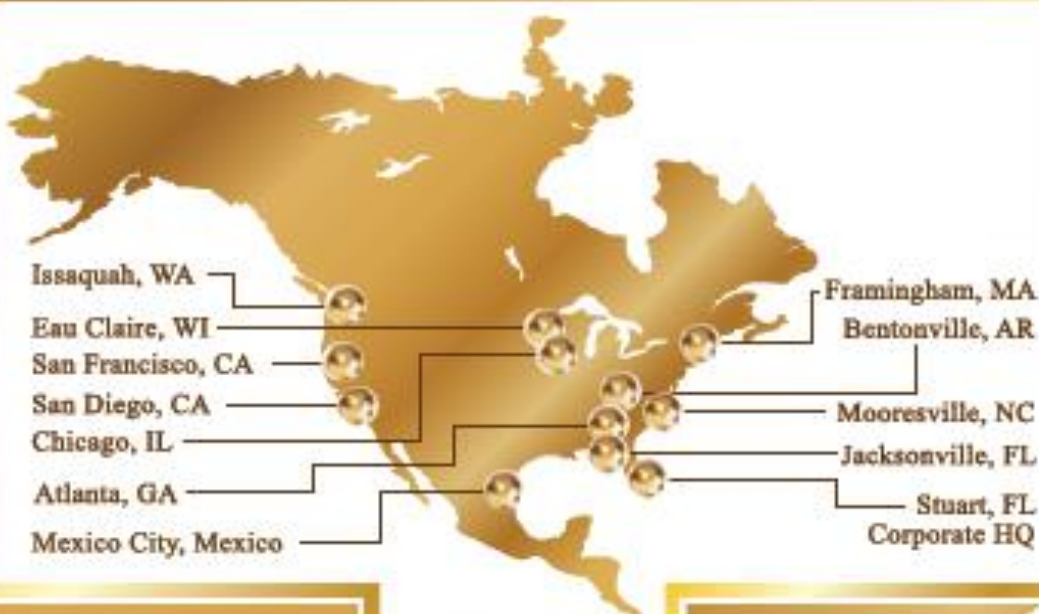 Issaquah, WA
Eau Claire, WI
San Francisco, CA
San Diego, CA
Chicago, IL
Atlanta, GA
Mexico City, Mexico
Framingham, MA
Bentonville, AR
Mooresville, NC
Jacksonville, FL
Stuart, FL
Corporate HQ